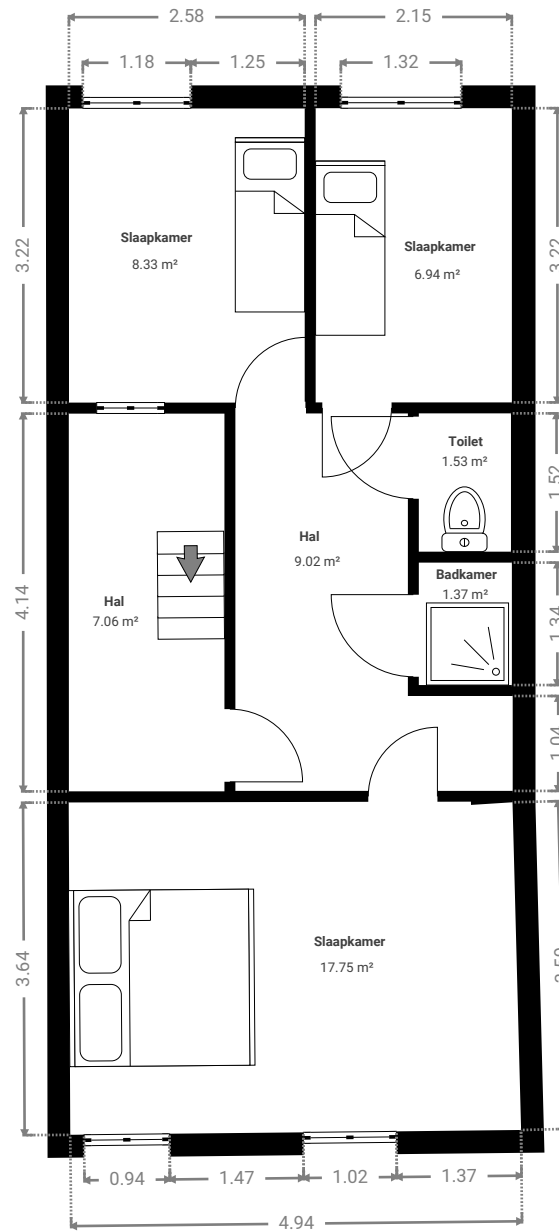 2.58
2.15
1.18
1.25
1.32
3.22
3.22
Slaapkamer
8.33 m²
Slaapkamer
6.94 m²
Toilet
1.53 m²
1.52
Hal
9.02 m²
Badkamer
1.37 m²
1.34
Hal
7.06 m²
4.14
1.04
Slaapkamer
17.75 m²
3.64
0.94
1.47
1.02
1.37
4.94